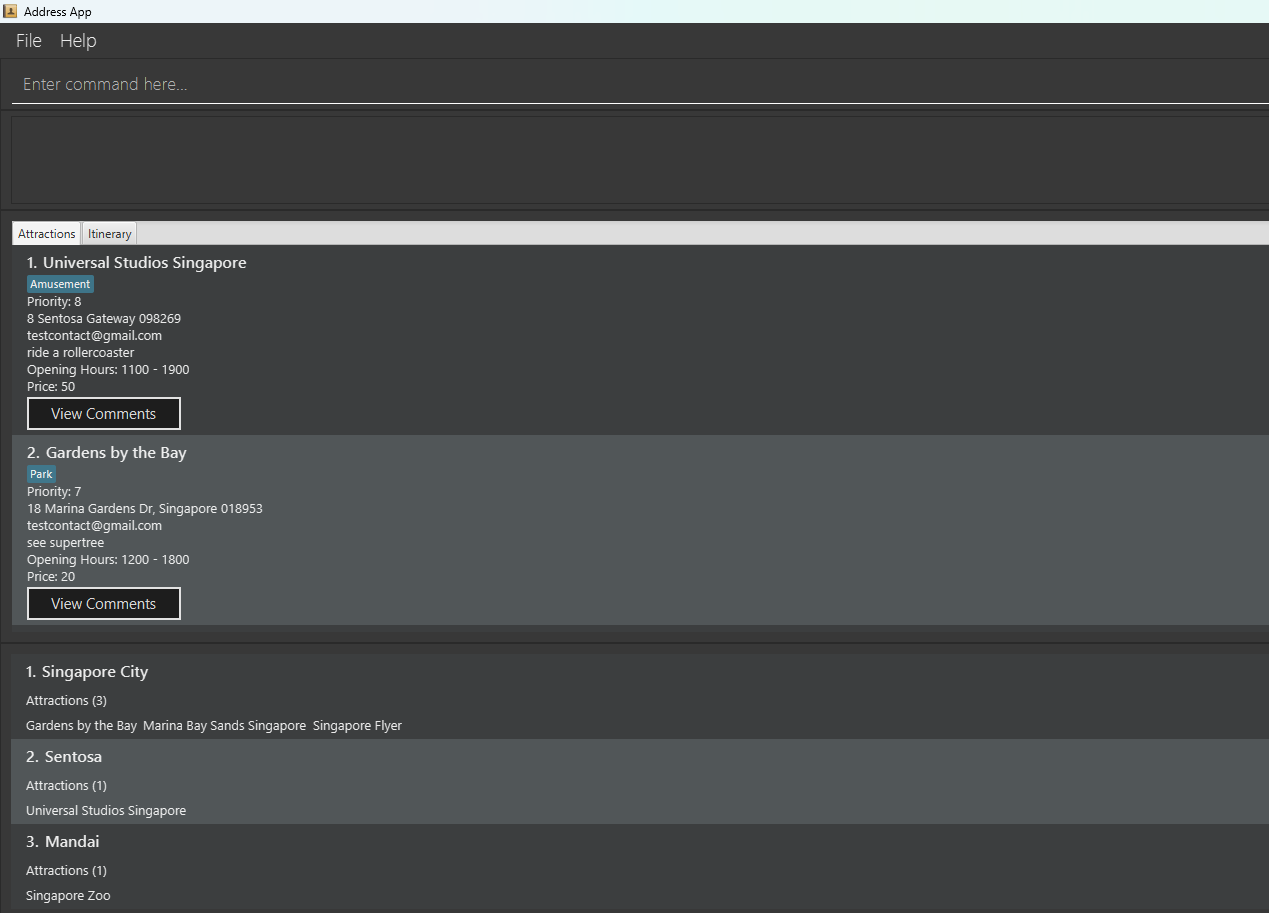 Address App
File Help
Enter command here...
Attractions Itinerary
1. Universal Studios Singapore
Amusement
Priority: 8
8 Sentosa Gateway 098269
testcontact@gmail.com
ride a rollercoaster
Opening Hours: 1100 - 1900
Price: 50
View Comments
2. Gardens by the Bay
Park
Priority: 7
18 Marina Gardens Dr, Singapore 018953
testcontact@gmail.com
see supertree
Opening Hours: 1200 - 1800
Price: 20
View Comments
1. Singapore City
Attractions (3)
Gardens by the Bay Marina Bay Sands Singapore Singapore Flyer
2. Sentosa
Attractions (1)
Universal Studios Singapore
3. Mandai
Attractions (1)
Singapore Zoo